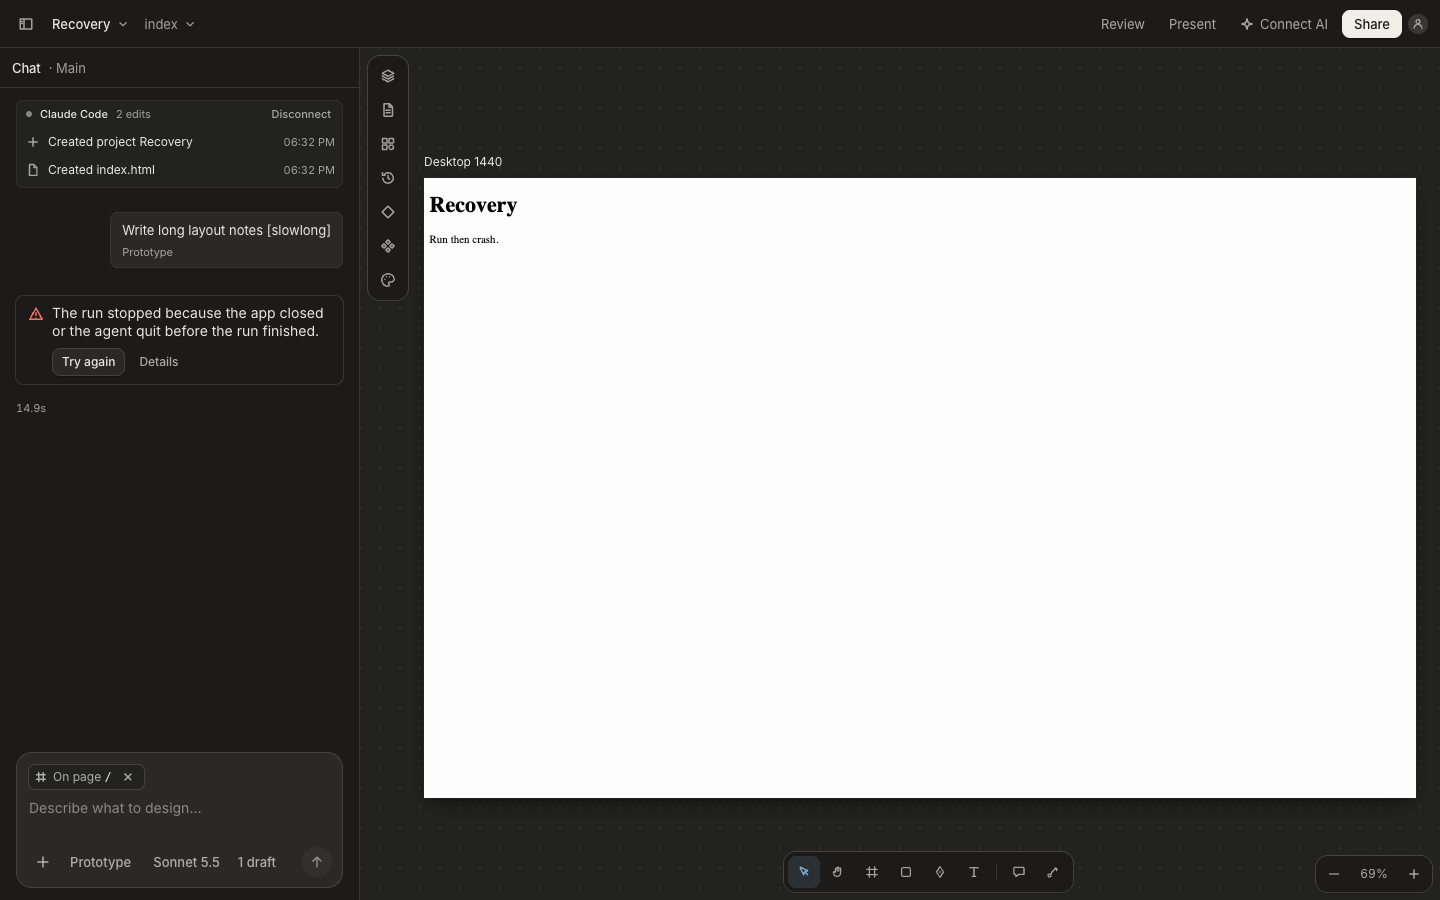 Recovery
index
Review
Present
Connect AI
Share
Chat · Main
Claude Code 2 edits Disconnect
Created project Recovery 06:32 PM
Created index.html 06:32 PM
Write long layout notes [slowlong]
Prototype
The run stopped because the app closed
or the agent quit before the run finished.
Try again Details
14.9s
On page /
Describe what to design...
Prototype Sonnet 5.5 1 draft
Desktop 1440
Recovery
Run then crash.
69%